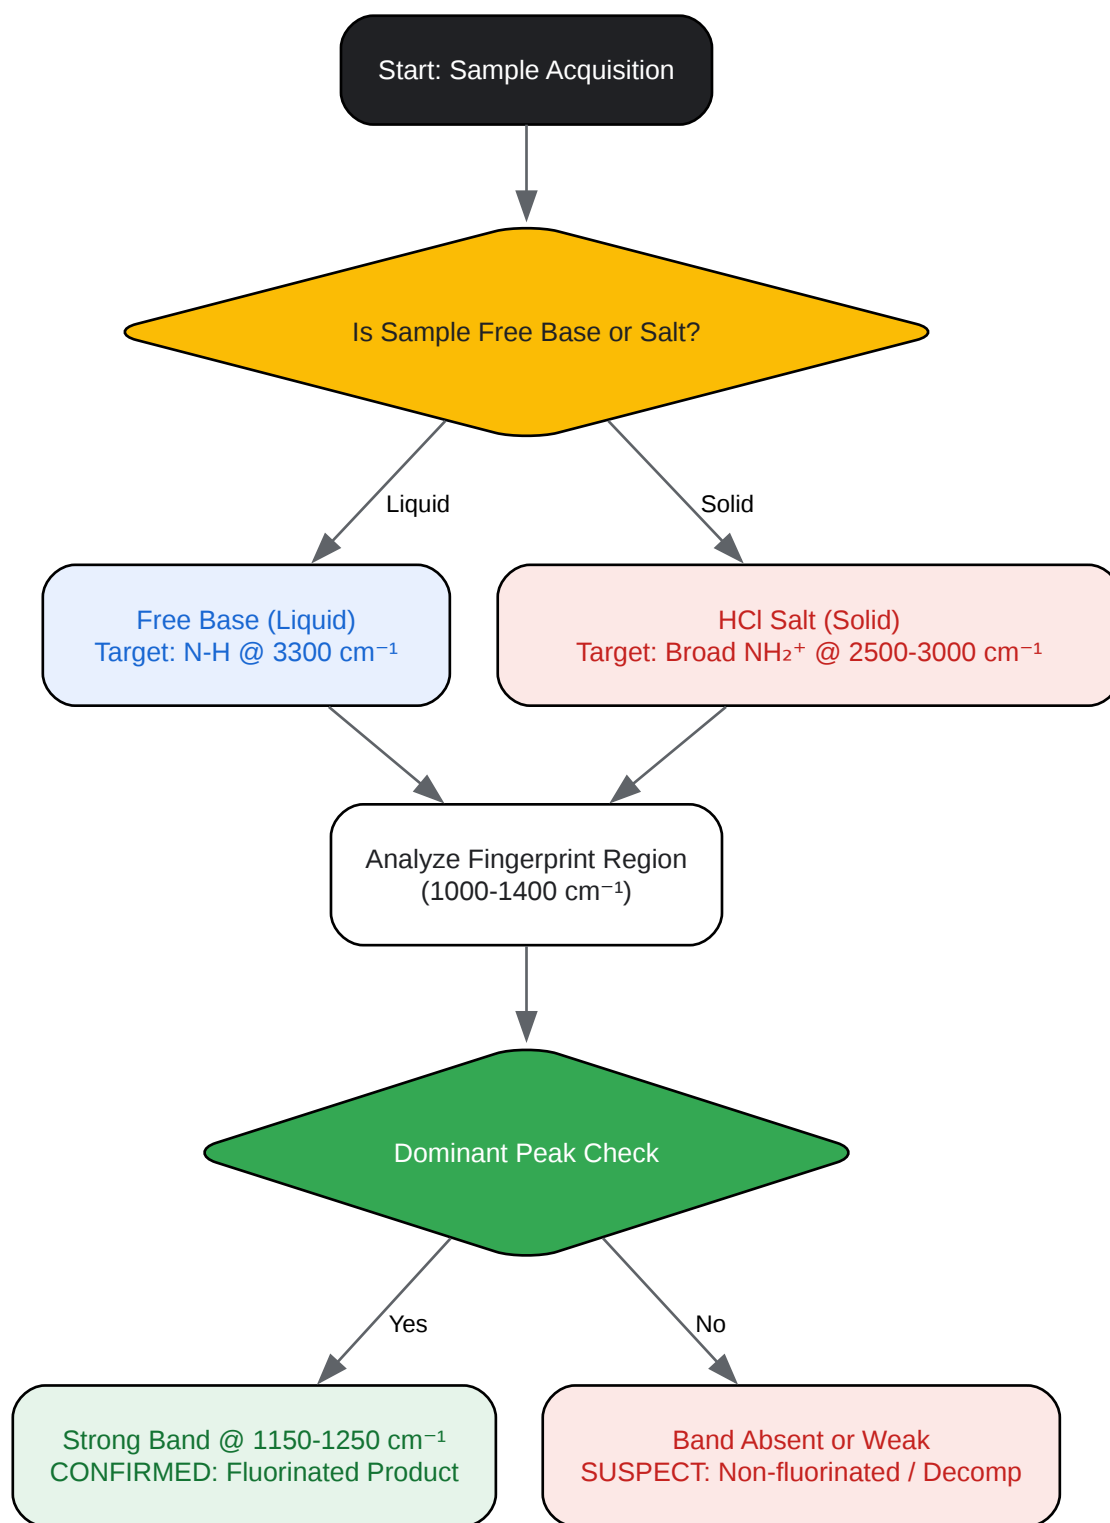 Start: Sample Acquisition
Is Sample Free Base or Salt?
Liquid
Solid
Free Base (Liquid)
Target: N-H @ 3300 cm⁻¹
HCl Salt (Solid)
Target: Broad NH₂⁺ @ 2500-3000 cm⁻¹
Analyze Fingerprint Region
(1000-1400 cm⁻¹)
Dominant Peak Check
Yes
No
Strong Band @ 1150-1250 cm⁻¹
CONFIRMED: Fluorinated Product
Band Absent or Weak
SUSPECT: Non-fluorinated / Decomp